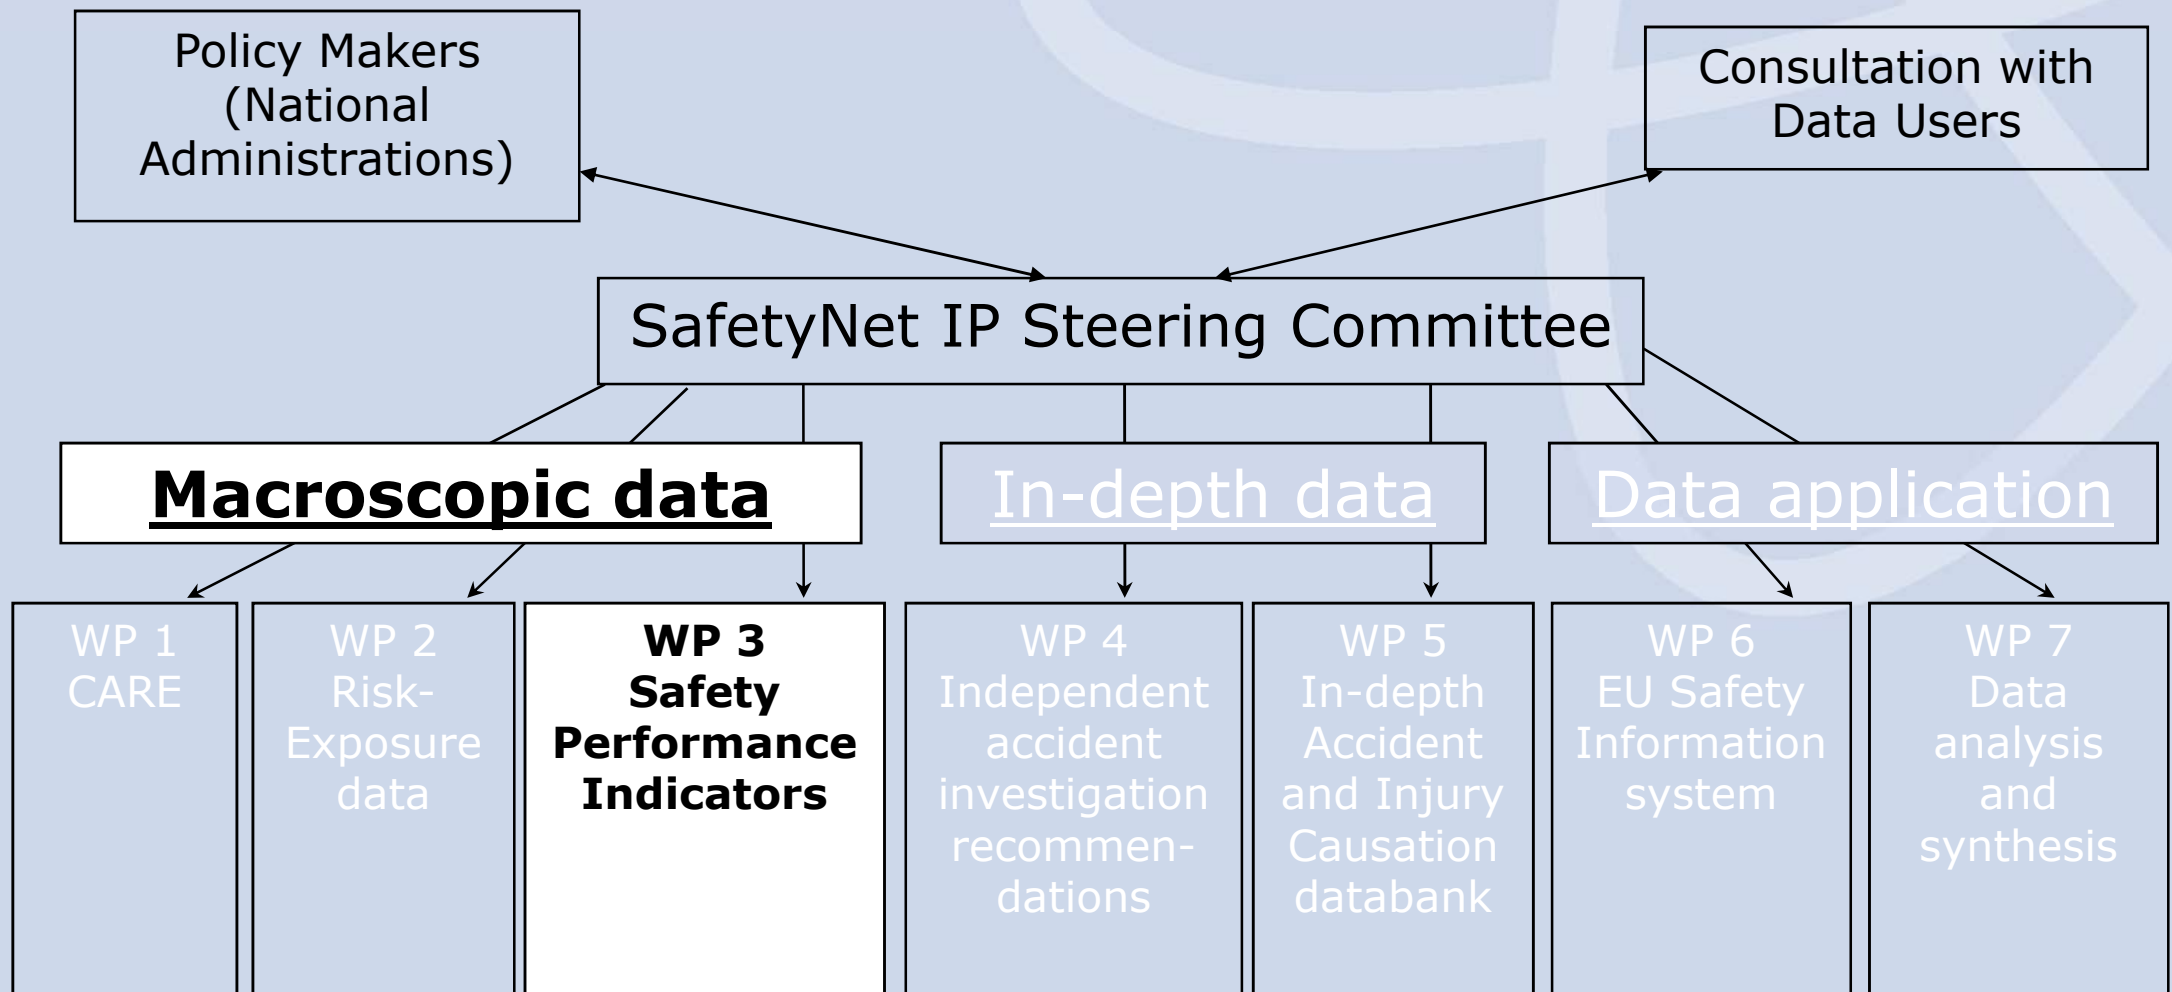 Policy Makers
(National
Administrations)
Consultation with
Data Users
SafetyNet IP Steering Committee
Macroscopic data
In-depth data
Data application
WP 1
CARE
WP 2
Risk-
Exposure
data
WP 3
Safety
Performance
Indicators
WP 4
Independent
accident
investigation
recommen-
dations
WP 5
In-depth
Accident
and Injury
Causation
databank
WP 6
EU Safety
Information
system
WP 7
Data
analysis
and
synthesis